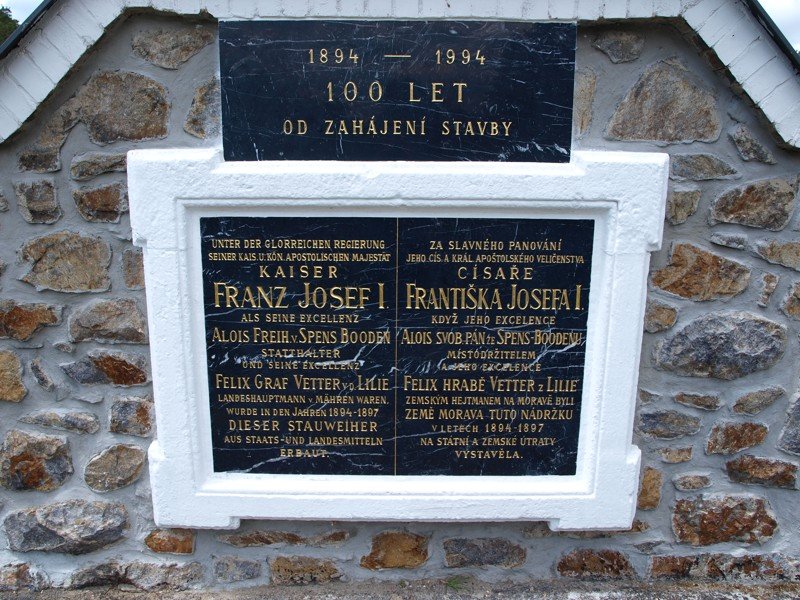 1894 — 1994
100 LET
OD ZAHÁJENÍ STAVBY
UNTER DER GLORREICHEN REGIERUNG
SEINER KAIS. U. KÖN. APOSTOLISCHEN MAJESTÄT
KAISER
FRANZ JOSEF I.
ALS SEINE EXCELLENZ
ALOIS FREIH. V. SPENS BOODEN
STATTHALTER
UND SEINE EXCELLENZ
FELIX GRAF VETTER V. D. LILIE
LANDESHAUPTMANN V. MÄHREN WAREN,
WURDE IN DEN JAHREN 1894-1897
DIESER STAUWEIHER
AUS STAATS- UND LANDESMITTELN
ERBAUT.
ZA SLAVNÉHO PANOVÁNÍ
JEHO CÍS. A KRÁL. APOŠTOLSKÉHO VELIČENSTVA
CÍSAŘE
FRANTIŠKA JOSEFA I.
KDYŽ JEHO EXCELENCE
ALOIS SVOB. PÁN ZE SPENS-BOODENU
MÍSTODRŽITELEM
A JEHO EXCELENCE
FELIX HRABĚ VETTER Z LILIE
ZEMSKÝM HEJTMANEM NA MORAVĚ BYLI
ZEMĚ MORAVA TUTO NÁDRŽKU
V LETECH 1894-1897
NA STÁTNÍ A ZEMSKÉ ÚTRATY
VYSTAVĚLA.